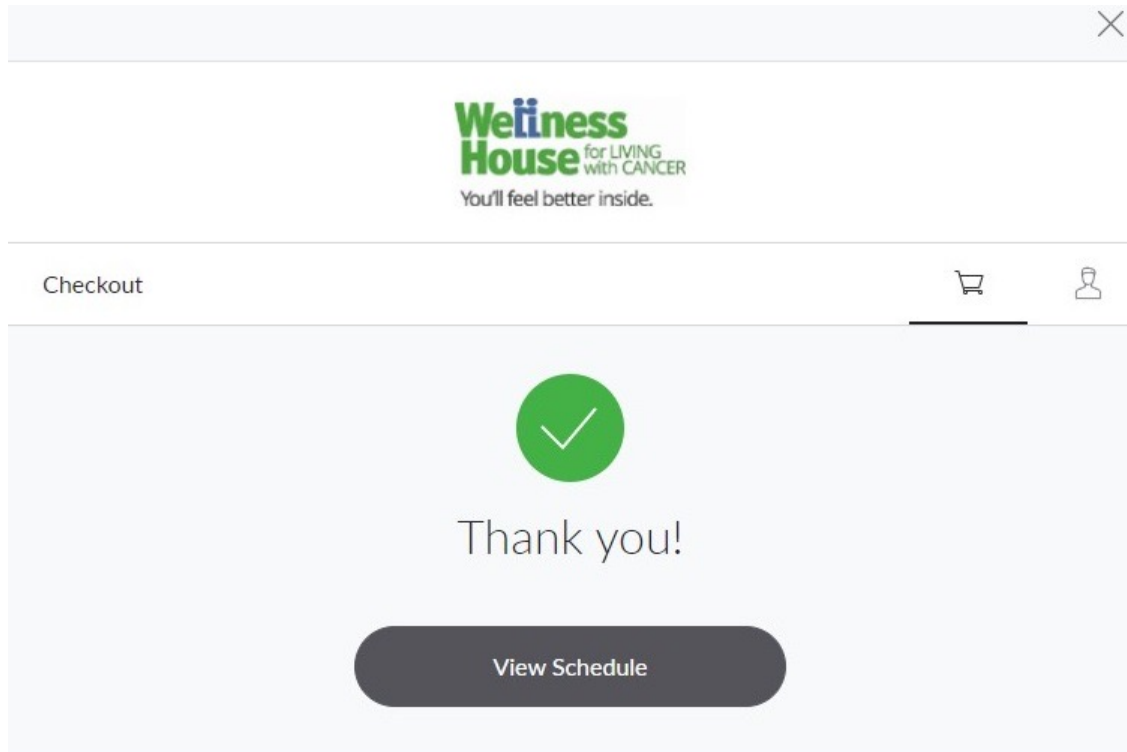 Wellness
House for LIVING
with CANCER
You'll feel better inside.
Checkout
Thank you!
View Schedule